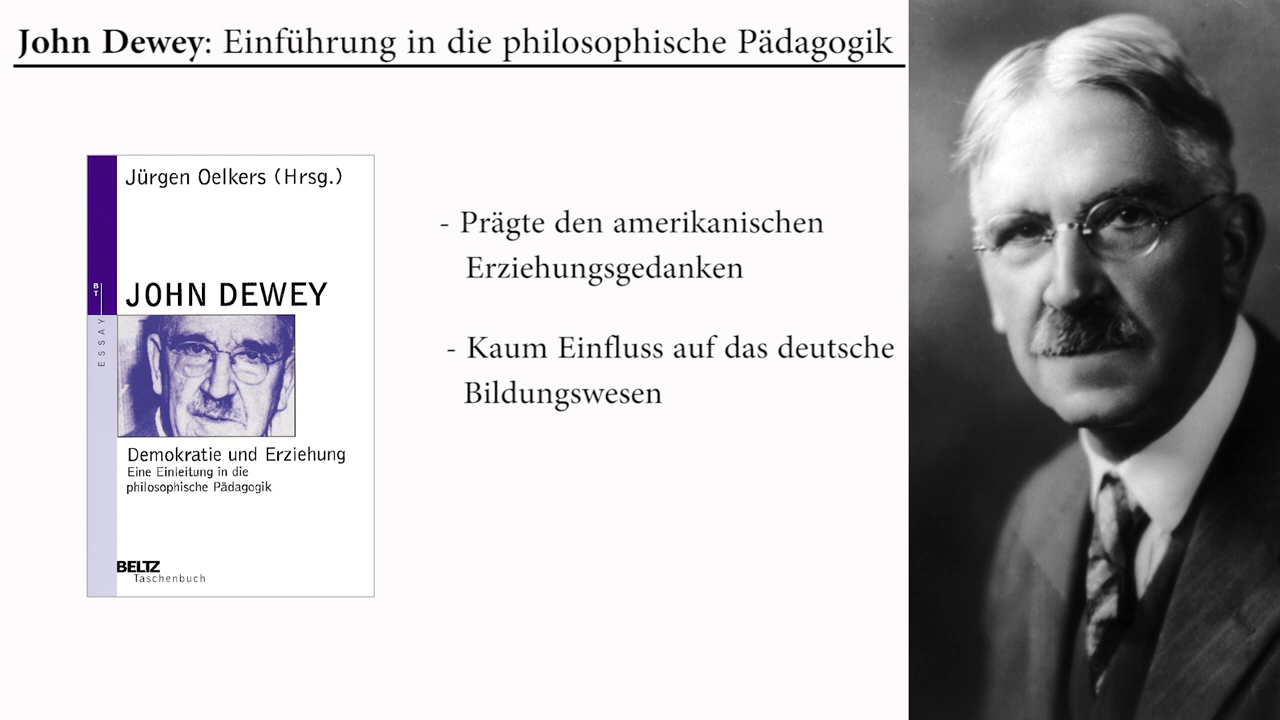 John Dewey: Einführung in die philosophische Pädagogik
Jürgen Oelkers (Hrsg.)
B
T
ESSAY
JOHN DEWEY
Demokratie und Erziehung
Eine Einleitung in die
philosophische Pädagogik
BELTZ
Taschenbuch
- Prägte den amerikanischen
Erziehungsgedanken
- Kaum Einfluss auf das deutsche
Bildungswesen